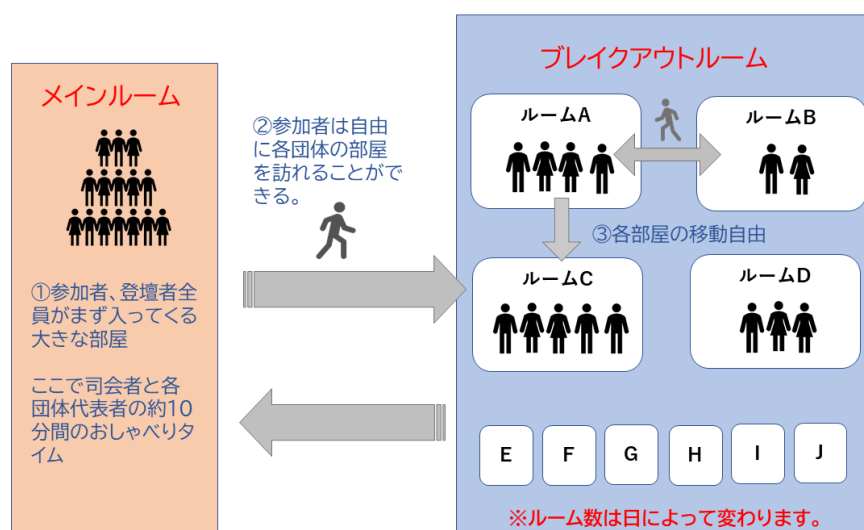 メインルーム
①参加者、登壇者全
員がまず入ってくる
大きな部屋
ここで司会者と各
団体代表者の約10
分間のおしゃべりタ
イム
②参加者は自由
に各団体の部屋
を訪れることがで
きる。
ブレイクアウトルーム
ルームA
ルームB
③各部屋の移動自由
ルームC
ルームD
E
F
G
H
I
J
※ルーム数は日によって変わります。